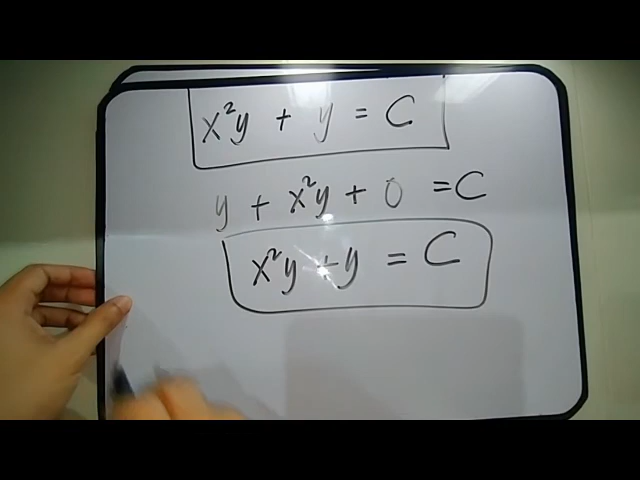 x²y + y = C
y + x²y + 0 = C
x²y + y = C